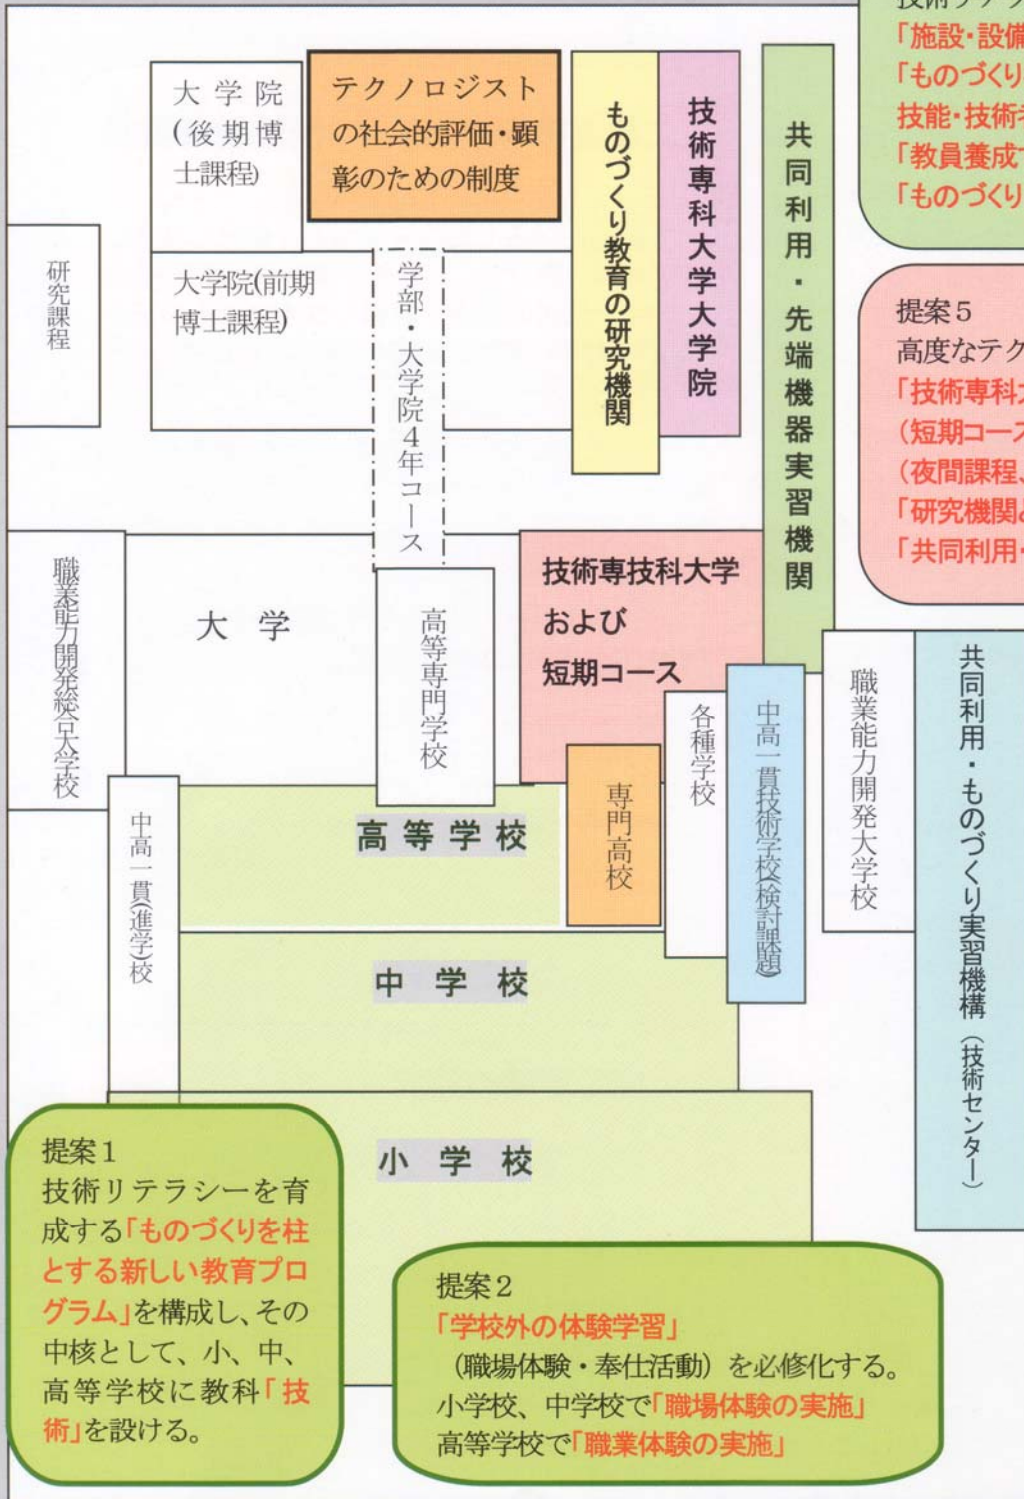 技術リテラ
「施設・設備
「ものづくり
技能・技術者
「教員養成
「ものづくり
大学院
(後期博
士課程)
テクノロジスト
の社会的評価・顕
彰のための制度
ものづくり教育の研究機関
技術専科大学大学院
共同利用・先端機器実習機関
研究課程
大学院(前期
博士課程)
学部・大学院4年コース
提案5
高度なテク
「技術専科大
(短期コース
(夜間課程、
「研究機関
「共同利用・
職業能力開発総合大学校
大 学
高等専門学校
技術専技科大学
および
短期コース
各種学校
中高一貫技術学校(検討課題)
職業能力開発大学校
共同利用・ものづくり実習機構(技術センター)
中高一貫(進学)校
高 等 学 校
専門高校
中 学 校
小 学 校
提案1
技術リテラシーを育
成する「ものづくりを柱
とする新しい教育プロ
グラム」を構成し、その
中核として、小、中、
高等学校に教科「技
術」を設ける。
提案2
「学校外の体験学習」
(職場体験・奉仕活動)を必修化する。
小学校、中学校で「職場体験の実施」
高等学校で「職業体験の実施」